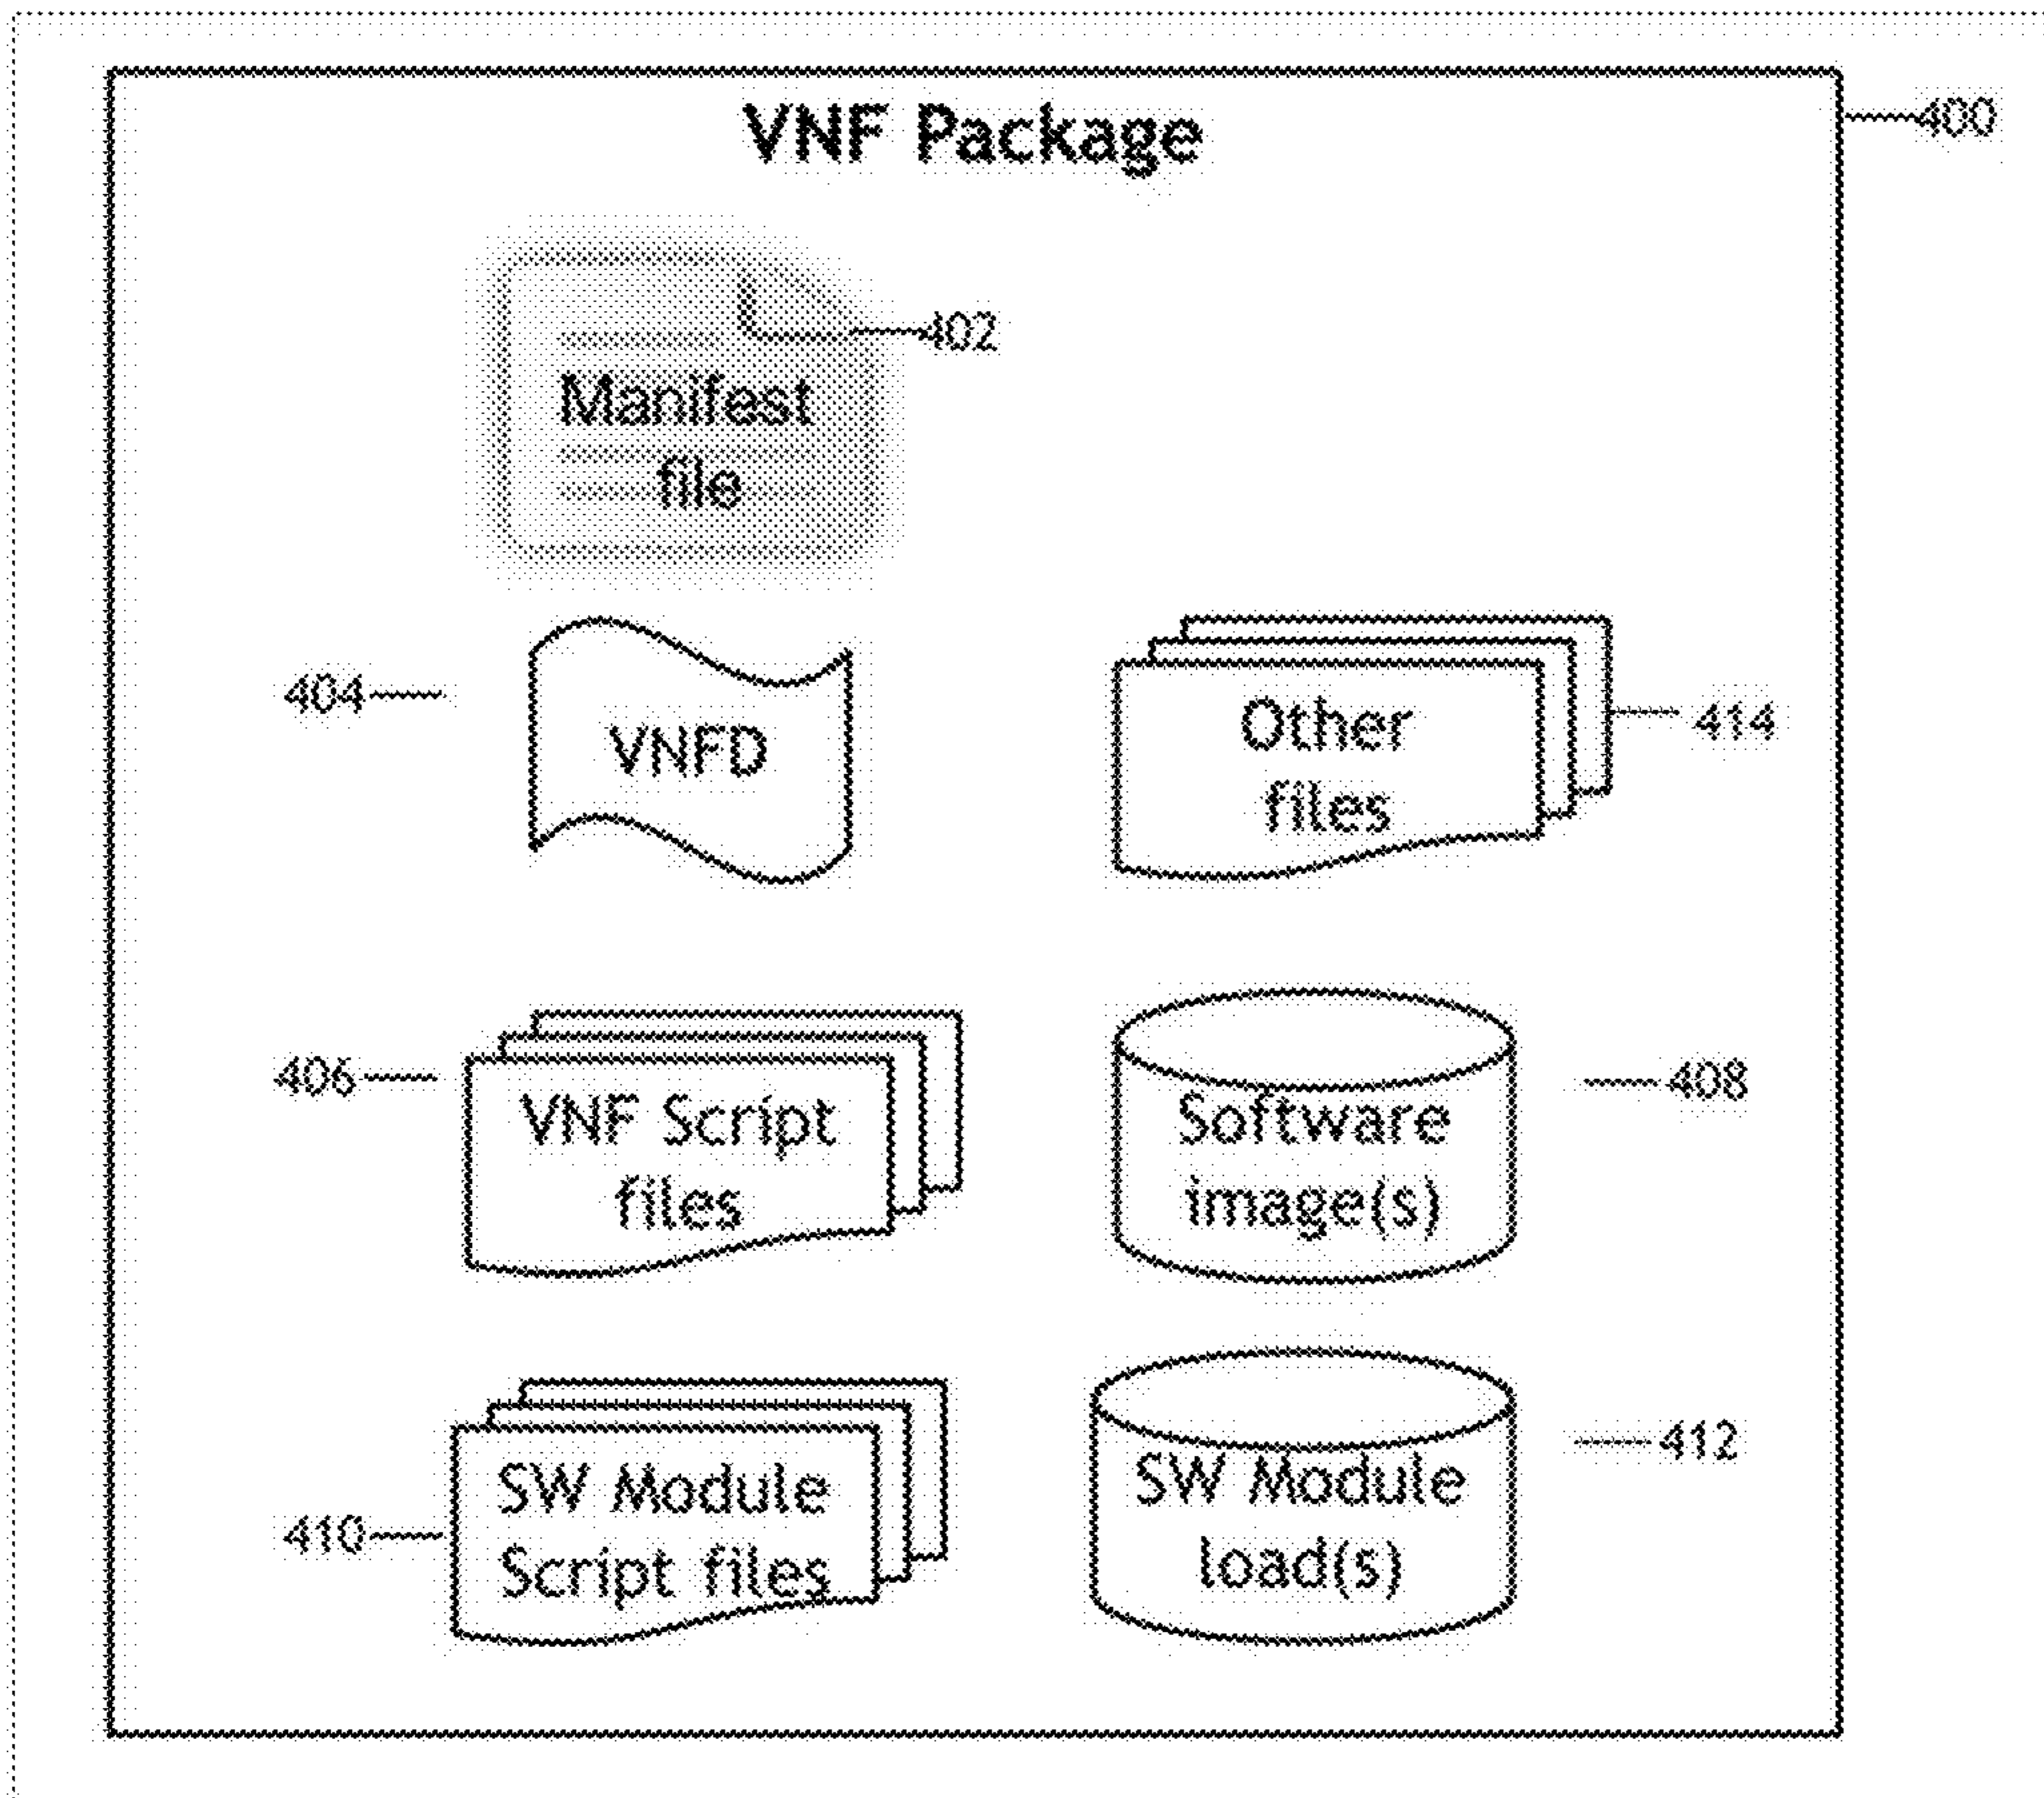 VNF Package
400
402
Manifest
file
404
VNFD
Other
files
414
406
VNF Script
files
Software
image(s)
408
410
SW Module
Script files
SW Module
load(s)
412